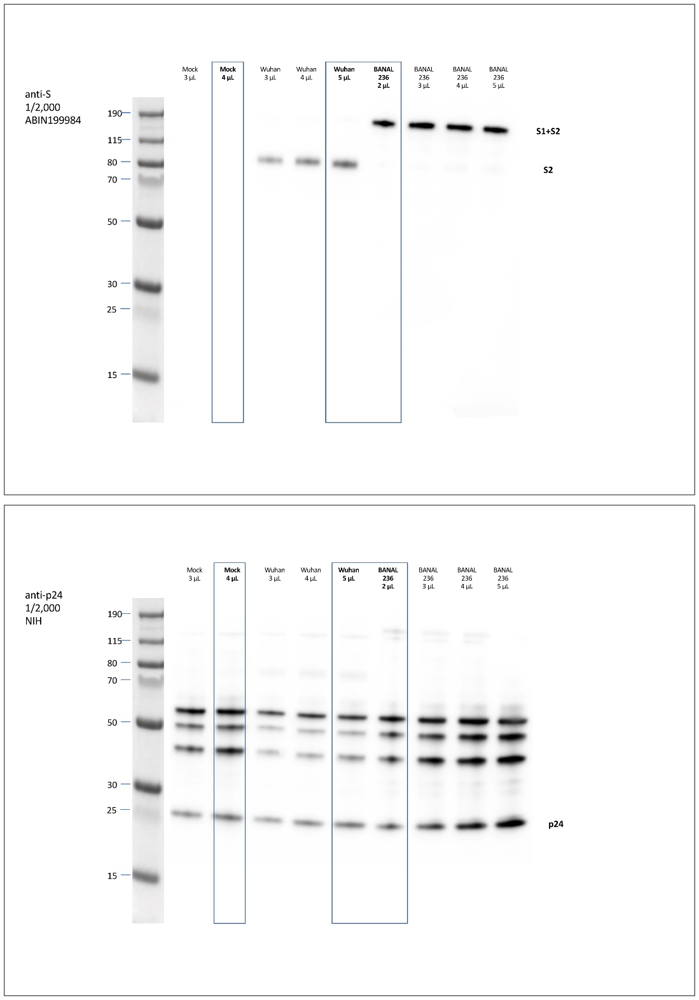 Mock
3 µL
Mock
4 µL
Wuhan
3 µL
Wuhan
4 µL
Wuhan
5 µL
BANAL
236
2 µL
BANAL
236
3 µL
BANAL
236
4 µL
BANAL
236
5 µL
anti-S
1/2,000
ABIN199984
190
115
80
70
50
30
25
15
S1+S2
S2
Mock
3 µL
Mock
4 µL
Wuhan
3 µL
Wuhan
4 µL
Wuhan
5 µL
BANAL
236
2 µL
BANAL
236
3 µL
BANAL
236
4 µL
BANAL
236
5 µL
anti-p24
1/2,000
NIH
190
115
80
70
50
30
25
15
p24